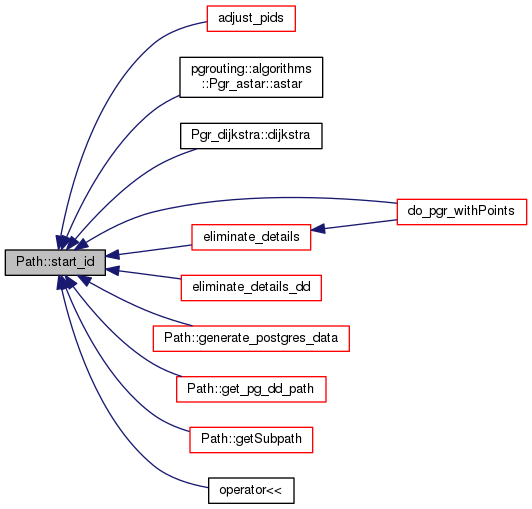 adjust_pids
pgrouting::algorithms
::Pgr_astar::astar
Pgr_dijkstra::dijkstra
do_pgr_withPoints
eliminate_details
Path::start_id
eliminate_details_dd
Path::generate_postgres_data
Path::get_pg_dd_path
Path::getSubpath
operator<<